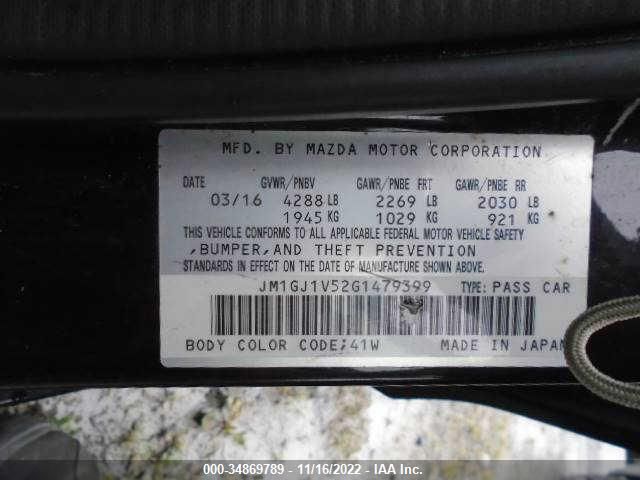 MFD. BY MAZDA MOTOR CORPORATION
DATE GVWR/PNBV GAWR/PNBE FRT GAWR/PNBE RR
03/16 4288 LB 2269 LB 2030 LB
1945 KG 1029 KG 921 KG
THIS VEHICLE CONFORMS TO ALL APPLICABLE FEDERAL MOTOR VEHICLE SAFETY
,BUMPER,AND THEFT PREVENTION
STANDARDS IN EFFECT ON THE DATE OF MANUFACTURE SHOWN ABOVE.
JM1GJ1V52G1479399 TYPE: PASS CAR
BODY COLOR CODE;41W MADE IN JAPAN
000-34869789 - 11/16/2022 - IAA Inc.